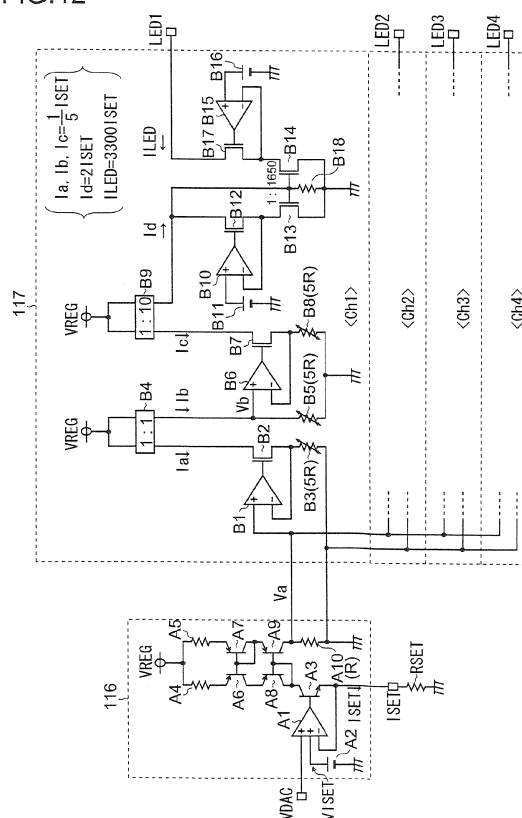 FIG.12
117
Ia, Ib, Ic=1/5 ISET
Id=2ISET
ILED=3300ISET
LED1
LED2
LED3
LED4
VREG
B9
1 : 10
VREG
B4
1 : 1
Ia↓
↓Ib
Ic↓
Id
→
ILED
←
B16
B15
B17
B14
1 : 1650
B18
B12
B10
B11
B13
B7
B6
Vb
B8(5R)
B5(5R)
B2
B1
B3(5R)
<Ch1>
<Ch2>
<Ch3>
<Ch4>
Va
116
VREG
A4
A5
A6
A7
A8
A9
A10
(R)
A3
A1
A2
ISET↓
VISET
VDAC
ISET
RSET